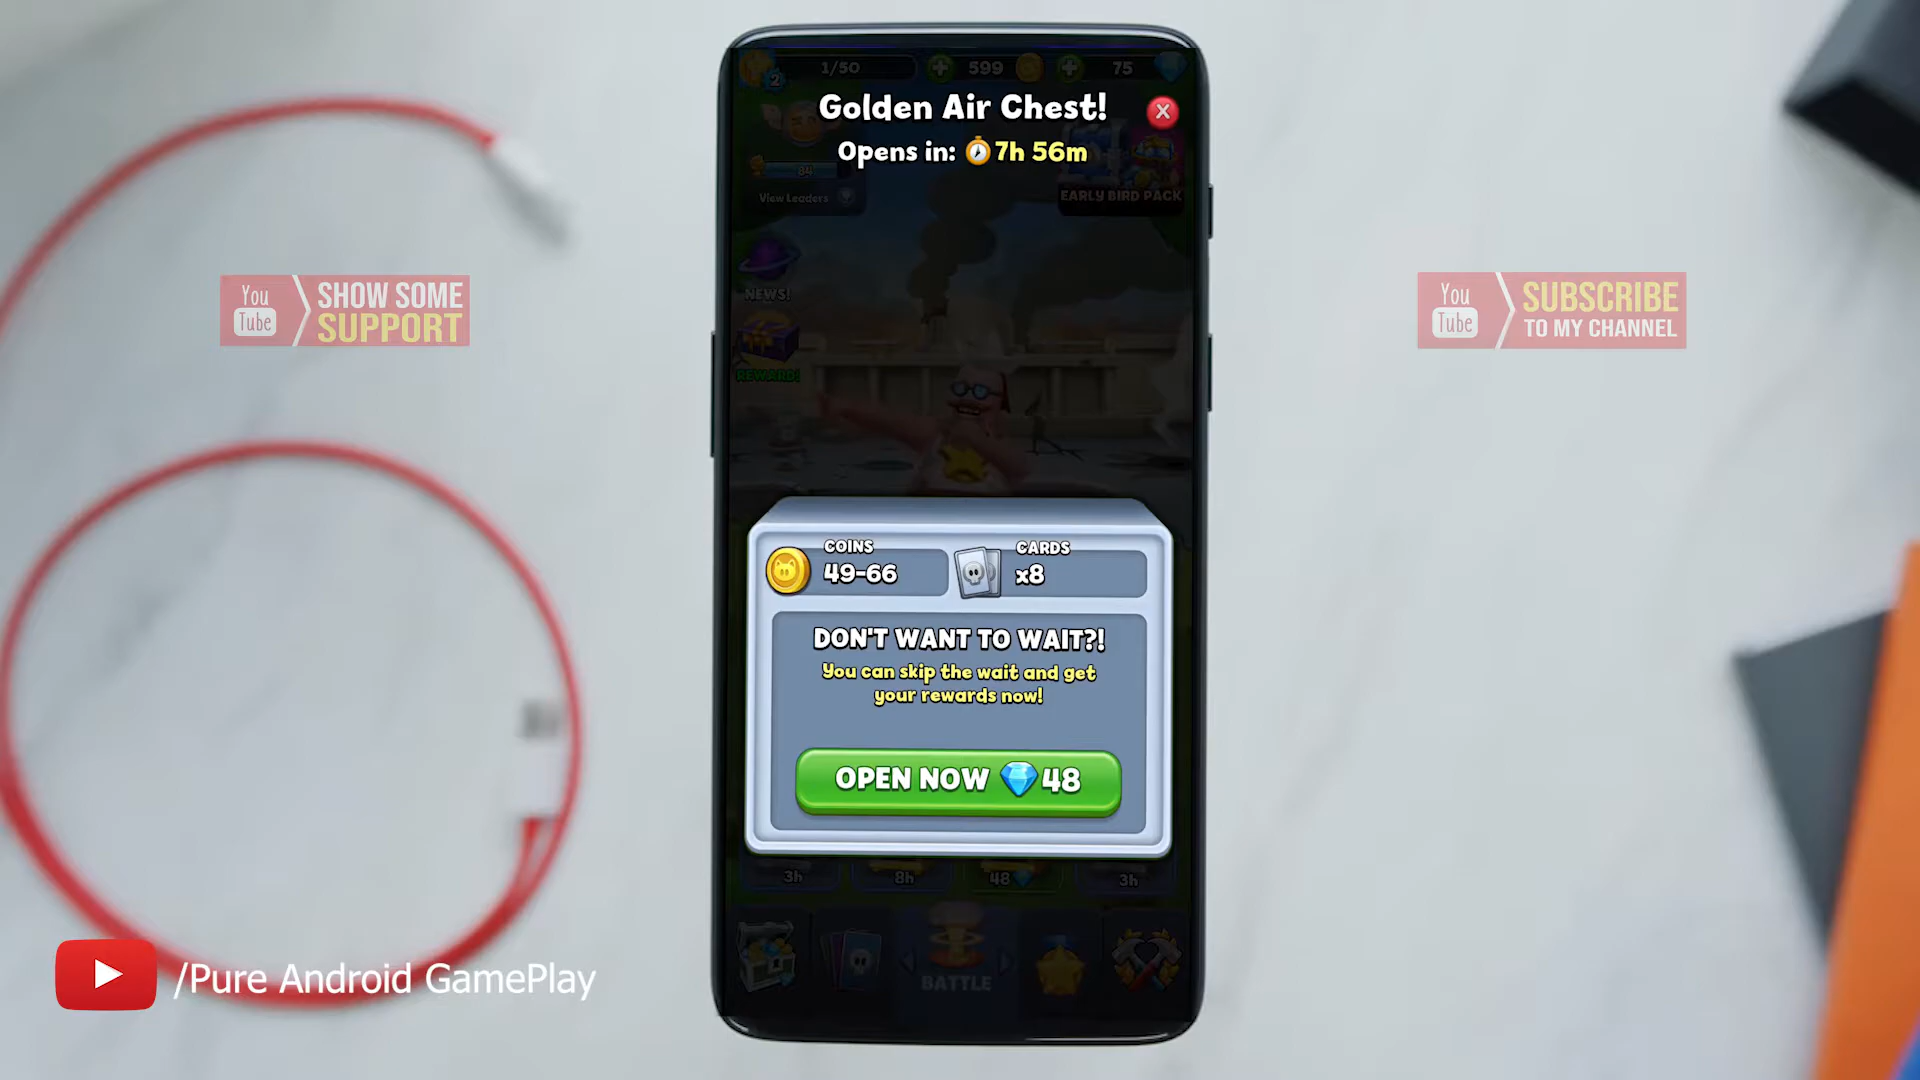 1/50
599
75
2
Golden Air Chest!
Opens in: 7h 56m
84
View Leaders
EARLY BIRD PACK
You Tube
SHOW SOME
SUPPORT
You Tube
SUBSCRIBE
TO MY CHANNEL
NEWS!
REWARD!
COINS
49-66
CARDS
x8
DON'T WANT TO WAIT?!
You can skip the wait and get
your rewards now!
OPEN NOW 48
3h
8h
48
3h
BATTLE
/Pure Android GamePlay